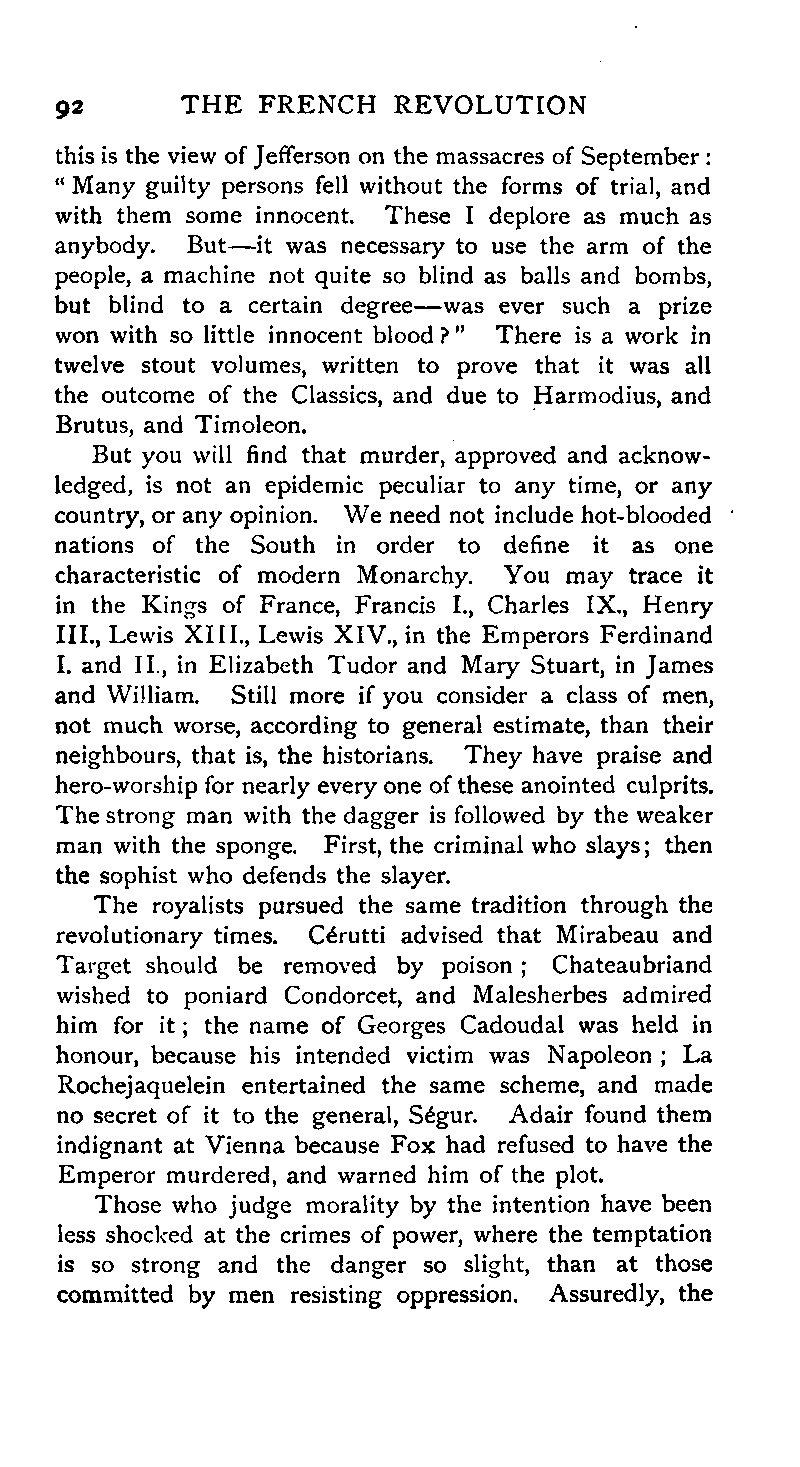 92 THE FRENCH REVOLUTION
this is the view of Jefferson on the massacres of September :
“ Many guilty persons fell without the forms of trial, and
with them some innocent. These I deplore as much as
anybody. But—it was necessary to use the arm of the
people, a machine not quite so blind as balls and bombs,
but blind to a certain degree—was ever such a prize
won with so little innocent blood ? ” There is a work in
twelve stout volumes, written to prove that it was all
the outcome of the Classics, and due to Harmodius, and
Brutus, and Timoleon.
But you will find that murder, approved and acknow-
ledged, is not an epidemic peculiar to any time, or any
country, or any opinion. We need not include hot-blooded
nations of the South in order to define it as one
characteristic of modern Monarchy. You may trace it
in the Kings of France, Francis I., Charles IX., Henry
III., Lewis XIII., Lewis XIV., in the Emperors Ferdinand
I. and II., in Elizabeth Tudor and Mary Stuart, in James
and William. Still more if you consider a class of men,
not much worse, according to general estimate, than their
neighbours, that is, the historians. They have praise and
hero-worship for nearly every one of these anointed culprits.
The strong man with the dagger is followed by the weaker
man with the sponge. First, the criminal who slays; then
the sophist who defends the slayer.
The royalists pursued the same tradition through the
revolutionary times. Cérutti advised that Mirabeau and
Target should be removed by poison ; Chateaubriand
wished to poniard Condorcet, and Malesherbes admired
him for it ; the name of Georges Cadoudal was held in
honour, because his intended victim was Napoleon ; La
Rochejaquelein entertained the same scheme, and made
no secret of it to the general, Ségur. Adair found them
indignant at Vienna because Fox had refused to have the
Emperor murdered, and warned him of the plot.
Those who judge morality by the intention have been
less shocked at the crimes of power, where the temptation
is so strong and the danger so slight, than at those
committed by men resisting oppression. Assuredly, the